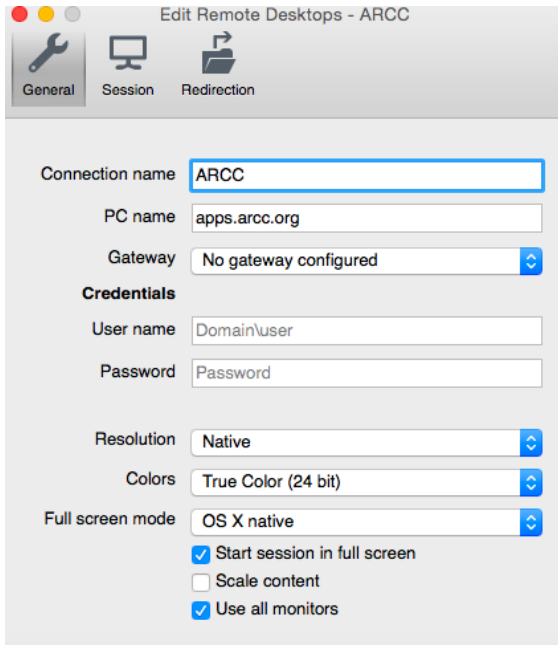 Edit Remote Desktops - ARCC
General Session Redirection
Connection name ARCC
PC name apps.arcc.org
Gateway No gateway configured
Credentials
User name Domain\user
Password Password
Resolution Native
Colors True Color (24 bit)
Full screen mode OS X native
Start session in full screen
Scale content
Use all monitors